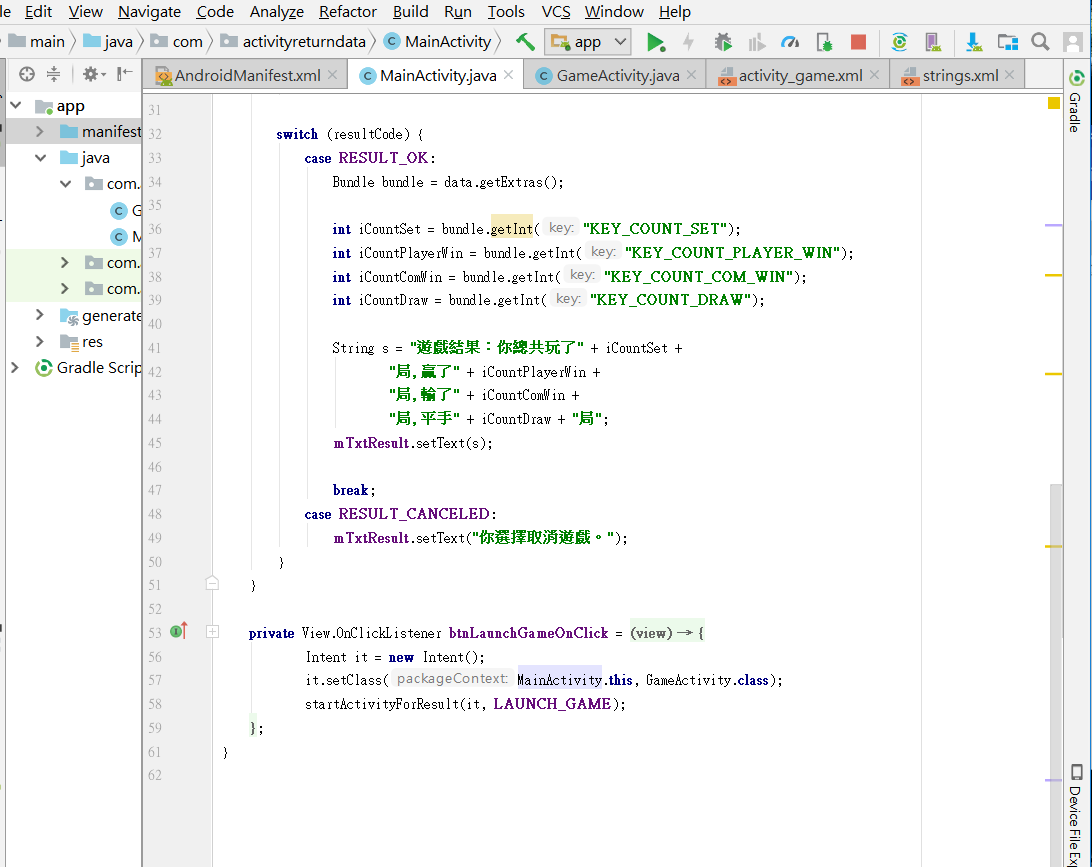 le Edit View Navigate Code Analyze Refactor Build Run Tools VCS Window Help
main java com activityreturndata MainActivity app
AndroidManifest.xml MainActivity.java GameActivity.java activity_game.xml strings.xml
app
manifest
java
com.
G
M
com.
com.
generate
res
Gradle Scrip
31
32 switch (resultCode) {
33 case RESULT_OK:
34 Bundle bundle = data.getExtras();
35
36 int iCountSet = bundle.getInt( key: "KEY_COUNT_SET");
37 int iCountPlayerWin = bundle.getInt( key: "KEY_COUNT_PLAYER_WIN");
38 int iCountComWin = bundle.getInt( key: "KEY_COUNT_COM_WIN");
39 int iCountDraw = bundle.getInt( key: "KEY_COUNT_DRAW");
40
41 String s = "遊戲結果：你總共玩了" + iCountSet +
42 "局,贏了" + iCountPlayerWin +
43 "局,輸了" + iCountComWin +
44 "局,平手" + iCountDraw + "局";
45 mTxtResult.setText(s);
46
47 break;
48 case RESULT_CANCELED:
49 mTxtResult.setText("你選擇取消遊戲。");
50 }
51 }
52
53 private View.OnClickListener btnLaunchGameOnClick = (view) → {
56 Intent it = new Intent();
57 it.setClass( packageContext: MainActivity.this, GameActivity.class);
58 startActivityForResult(it, LAUNCH_GAME);
59 };
61 }
62
Gradle
Device File Exp